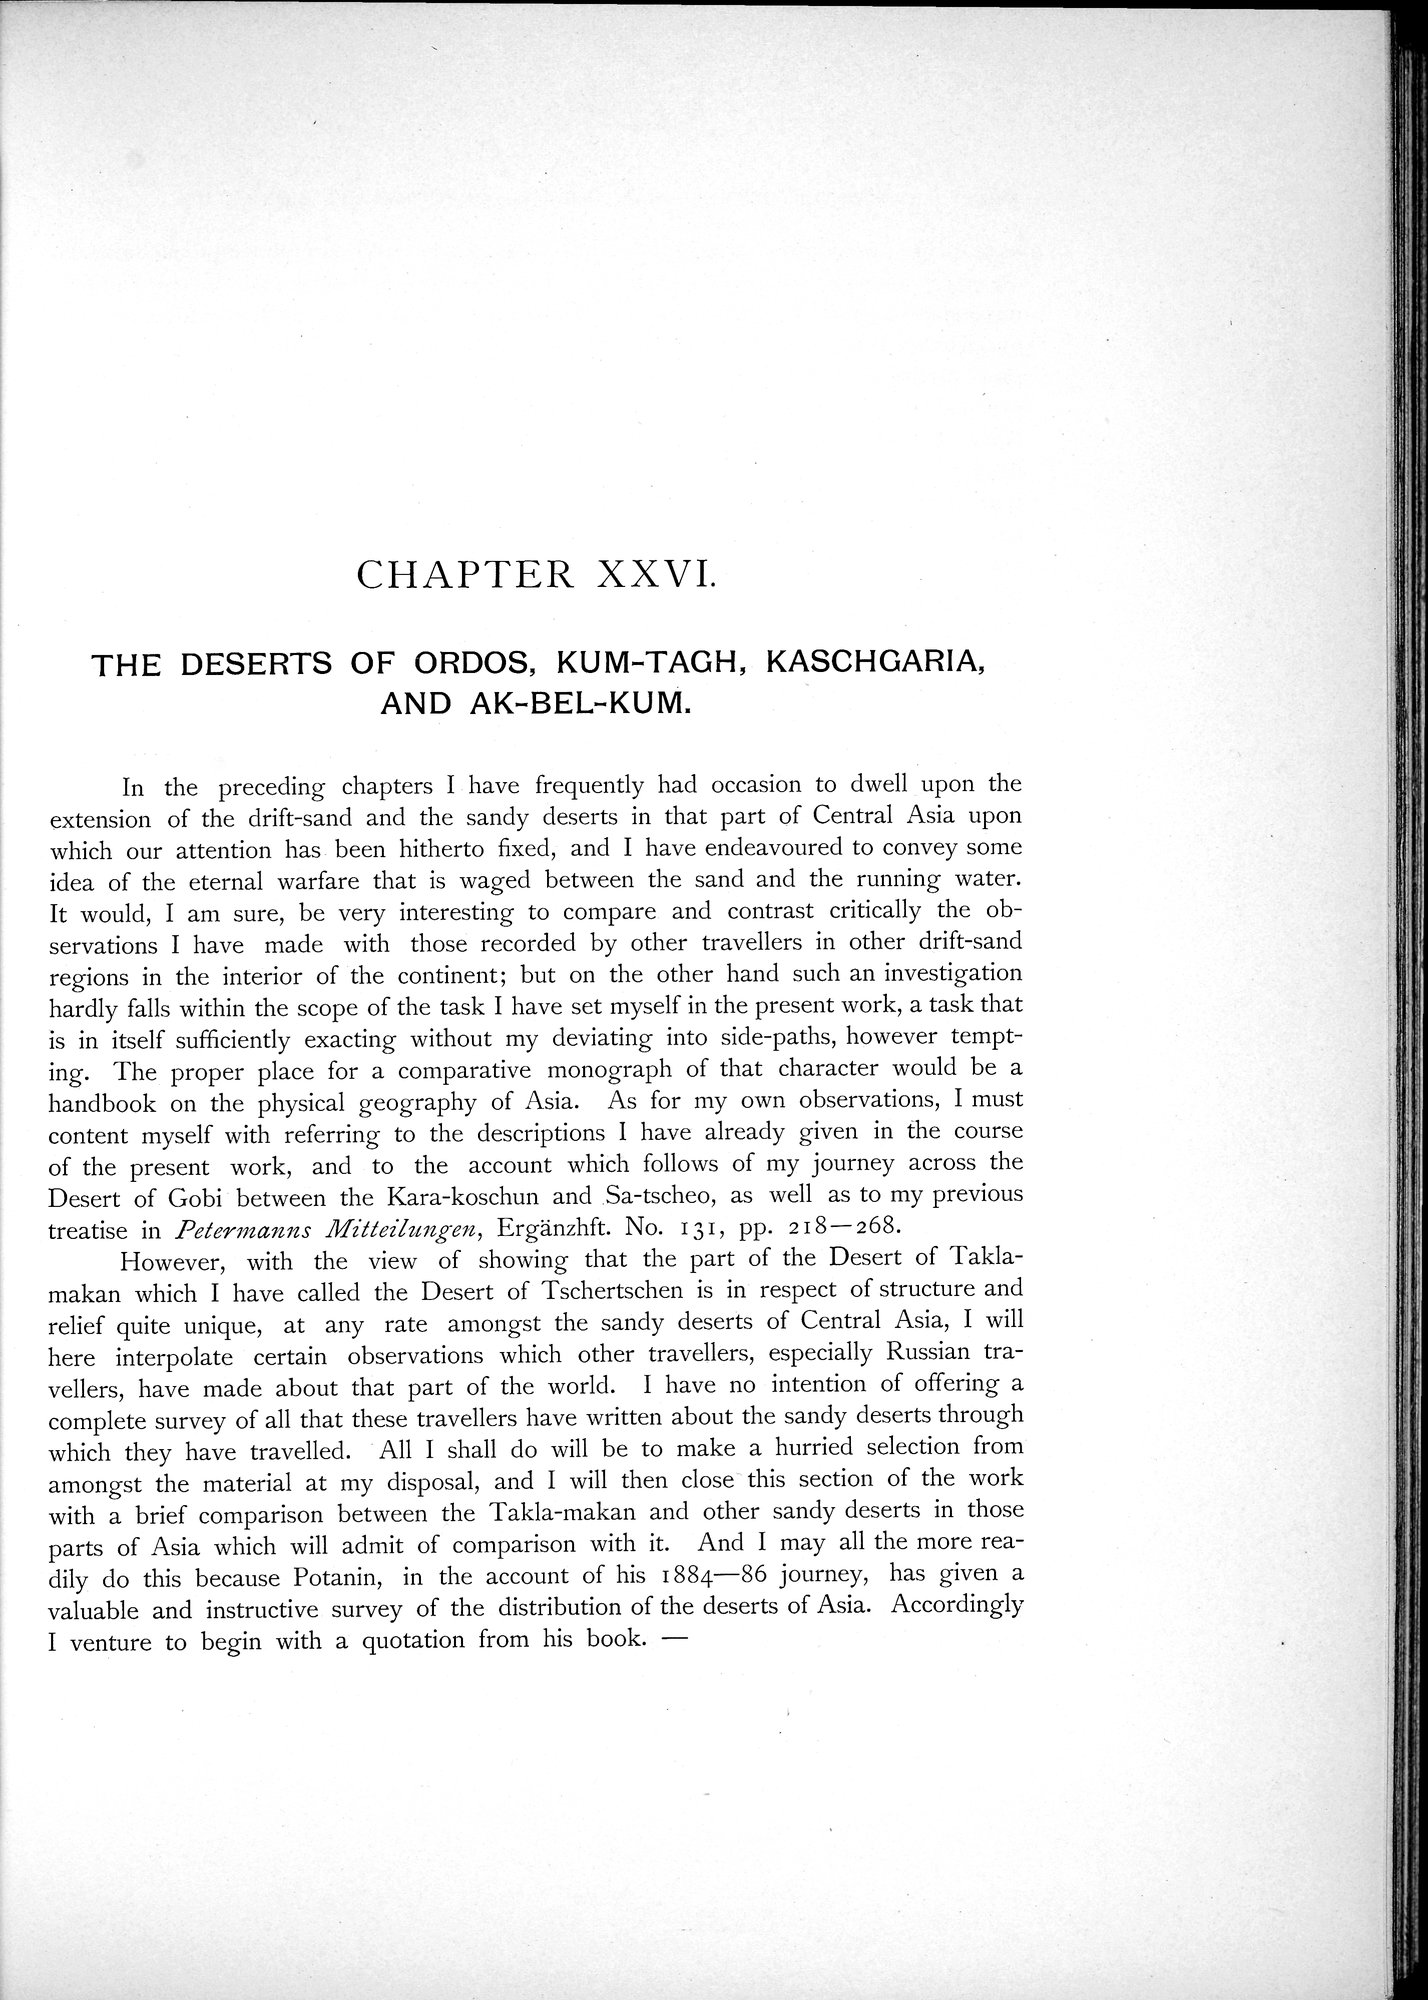 CHAPTER XXVI.
THE DESERTS OF ORDOS, KUM-TAGH, KASCHGARIA,
AND AK-BEL-KUM.
In the preceding chapters I have frequently had occasion to dwell upon the
extension of the drift-sand and the sandy deserts in that part of Central Asia upon
which our attention has been hitherto fixed, and I have endeavoured to convey some
idea of the eternal warfare that is waged between the sand and the running water.
It would, I am sure, be very interesting to compare and contrast critically the ob-
servations I have made with those recorded by other travellers in other drift-sand
regions in the interior of the continent; but on the other hand such an investigation
hardly falls within the scope of the task I have set myself in the present work, a task that
is in itself sufficiently exacting without my deviating into side-paths, however tempt-
ing. The proper place for a comparative monograph of that character would be a
handbook on the physical geography of Asia. As for my own observations, I must
content myself with referring to the descriptions I have already given in the course
of the present work, and to the account which follows of my journey across the
Desert of Gobi between the Kara-koschun and Sa-tscheo, as well as to my previous
treatise in Petermanns Mitteilungen, Ergänzhft. No. 131, pp. 218—268.
However, with the view of showing that the part of the Desert of Takla-
makan which I have called the Desert of Tschertschen is in respect of structure and
relief quite unique, at any rate amongst the sandy deserts of Central Asia, I will
here interpolate certain observations which other travellers, especially Russian tra-
vellers, have made about that part of the world. I have no intention of offering a
complete survey of all that these travellers have written about the sandy deserts through
which they have travelled. All I shall do will be to make a hurried selection from
amongst the material at my disposal, and I will then close this section of the work
with a brief comparison between the Takla-makan and other sandy deserts in those
parts of Asia which will admit of comparison with it. And I may all the more rea-
dily do this because Potanin, in the account of his 1884—86 journey, has given a
valuable and instructive survey of the distribution of the deserts of Asia. Accordingly
I venture to begin with a quotation from his book. —